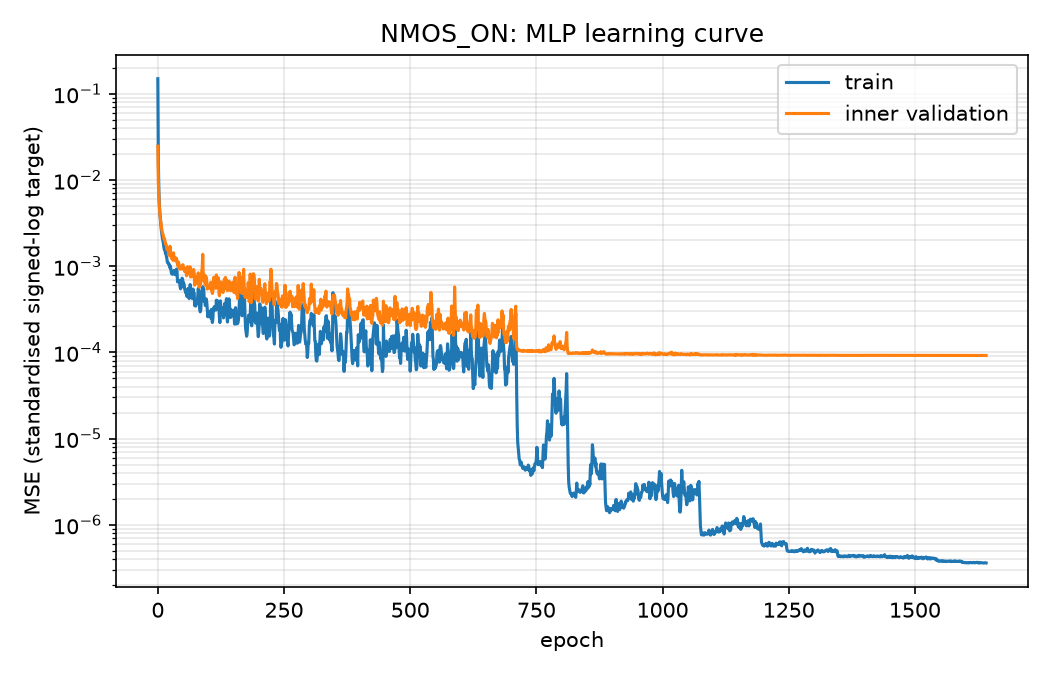 NMOS_ON: MLP learning curve
train
inner validation
MSE (standardised signed-log target)
10⁻¹
10⁻²
10⁻³
10⁻⁴
10⁻⁵
10⁻⁶
0 250 500 750 1000 1250 1500
epoch